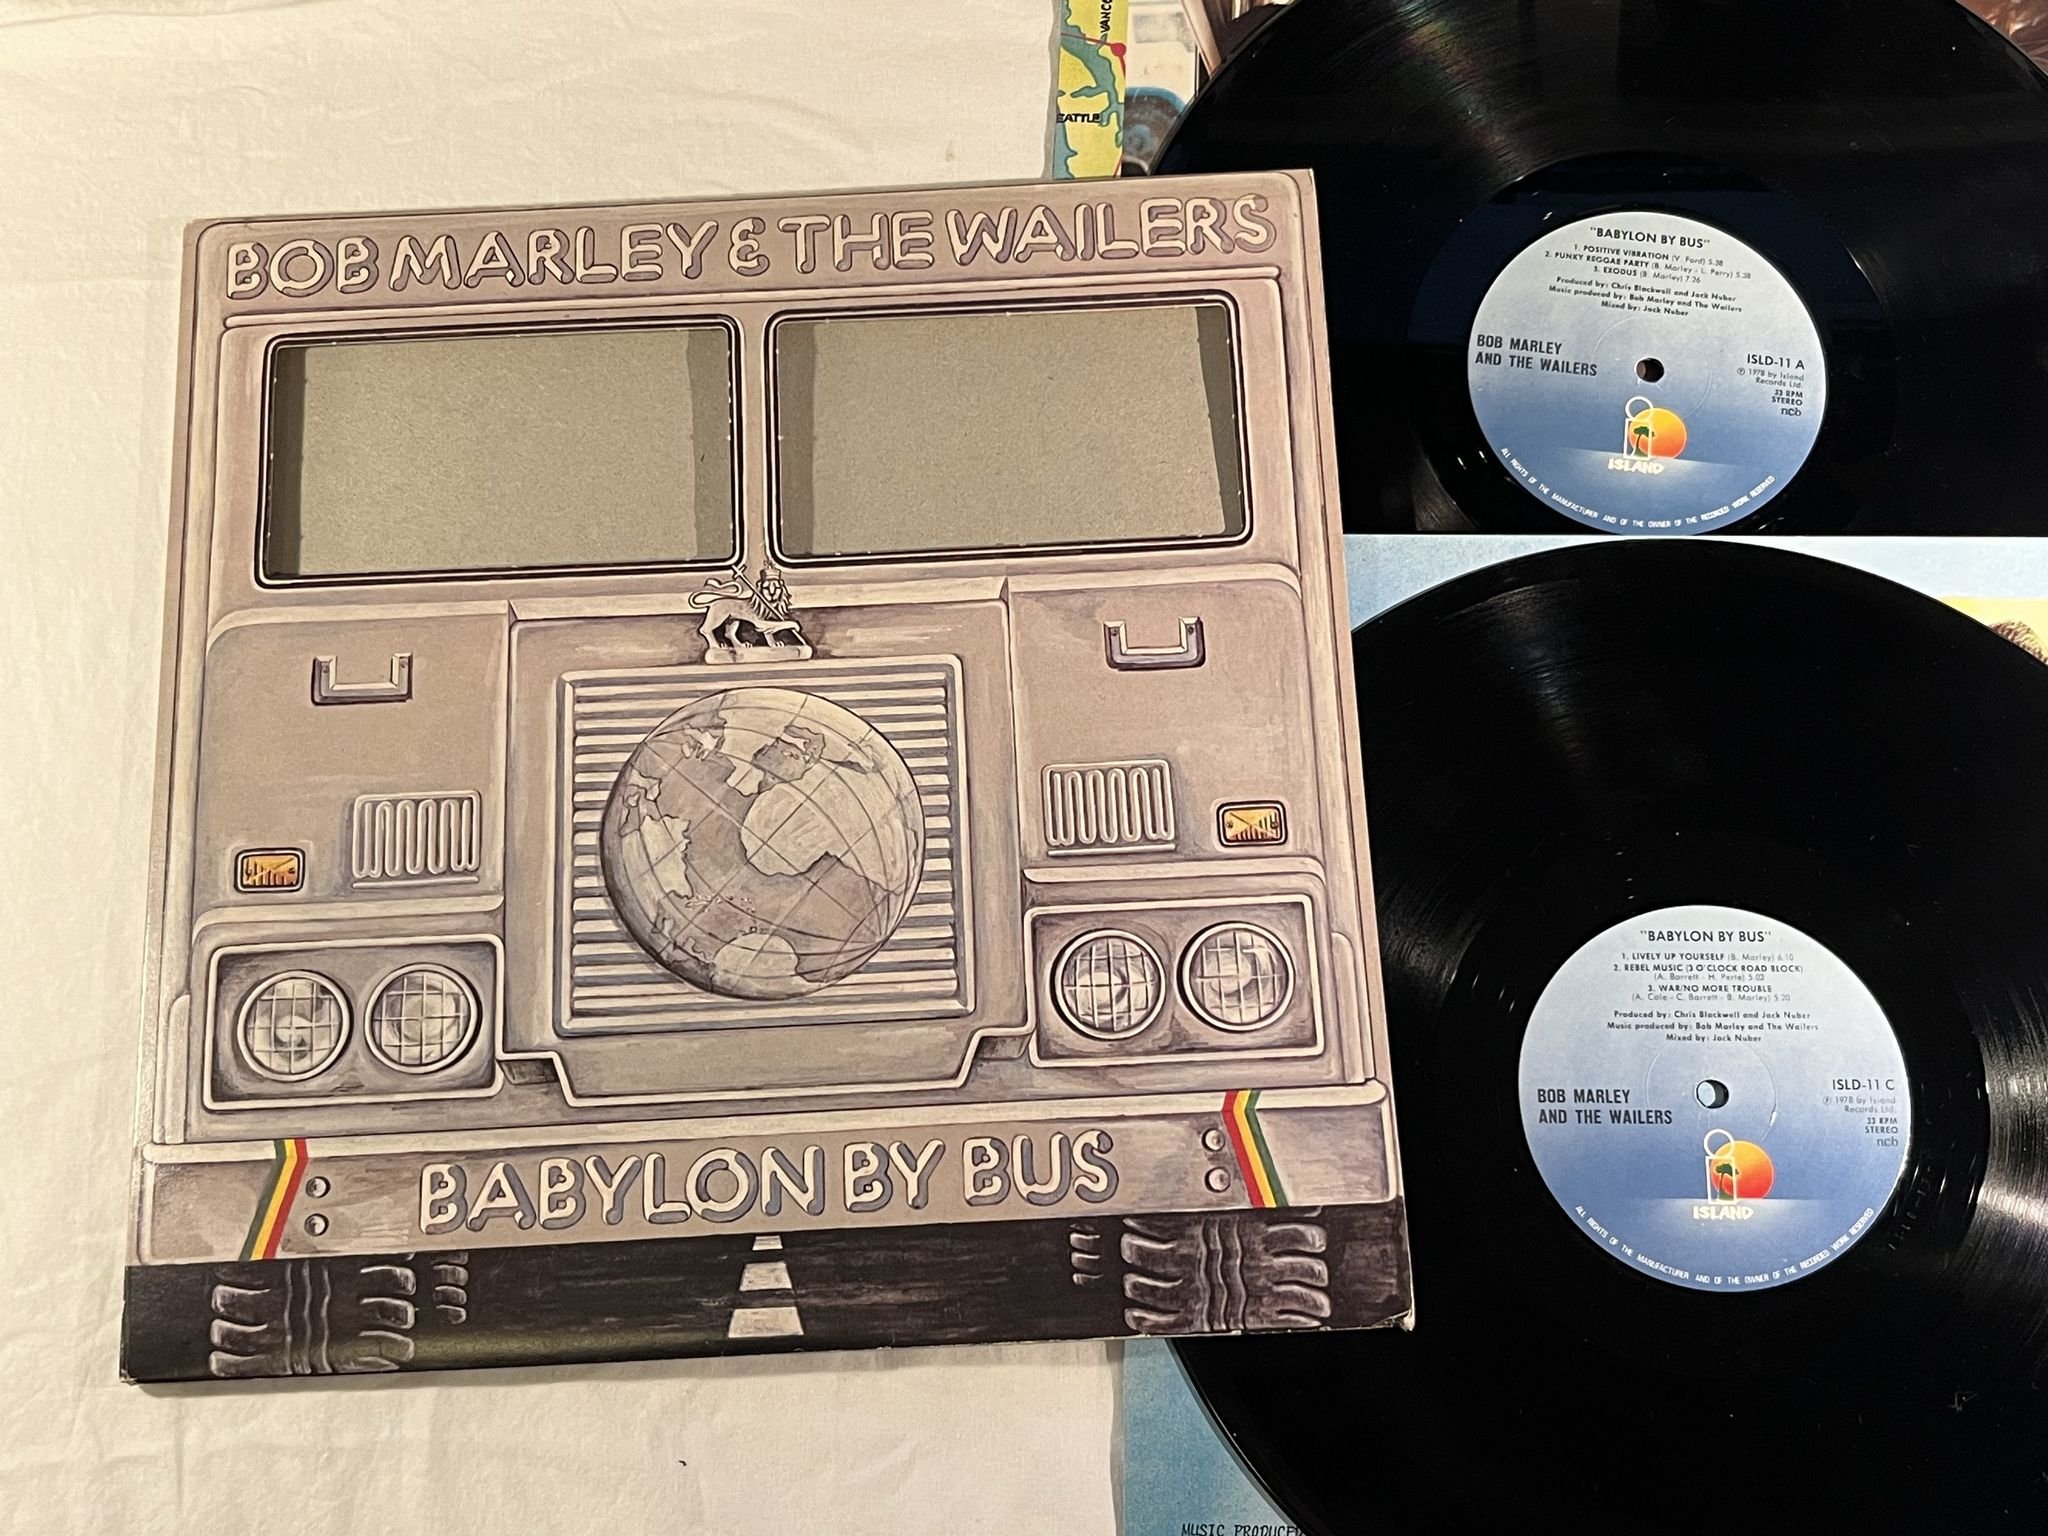 BOB MARLEY & THE WAILERS
BABYLON BY BUS
VANCO
EATTLE
"BABYLON BY BUS"
1. POSITIVE VIBRATION (V. Ford) 5.38
2. PUNKY REGGAE PARTY (B. Marley - L. Perry) 5.38
3. EXODUS (B. Marley) 7.26
Produced by: Chris Blackwell and Jack Nuber
Music produced by: Bob Marley and The Wailers
Mixed by: Jack Nuber
BOB MARLEY
AND THE WAILERS
ISLD-11 A
℗ 1978 by Island
Records Ltd.
33 RPM
STEREO
ncb
ISLAND
ALL RIGHTS OF THE MANUFACTURER AND OF THE OWNER OF THE RECORDED WORK RESERVED
"BABYLON BY BUS"
1. LIVELY UP YOURSELF (B. Marley) 6.10
2. REBEL MUSIC (3 O'CLOCK ROAD BLOCK)
(A. Barrett - H. Perte) 5.02
3. WAR/NO MORE TROUBLE
(A. Cole - C. Barrett - B. Marley) 5.20
Produced by: Chris Blackwell and Jack Nuber
Music produced by: Bob Marley and The Wailers
Mixed by: Jack Nuber
BOB MARLEY
AND THE WAILERS
ISLD-11 C
℗ 1978 by Island
Records Ltd.
33 RPM
STEREO
ncb
ISLAND
ALL RIGHTS OF THE MANUFACTURER AND OF THE OWNER OF THE RECORDED WORK RESERVED
MUSIC PRODUCED